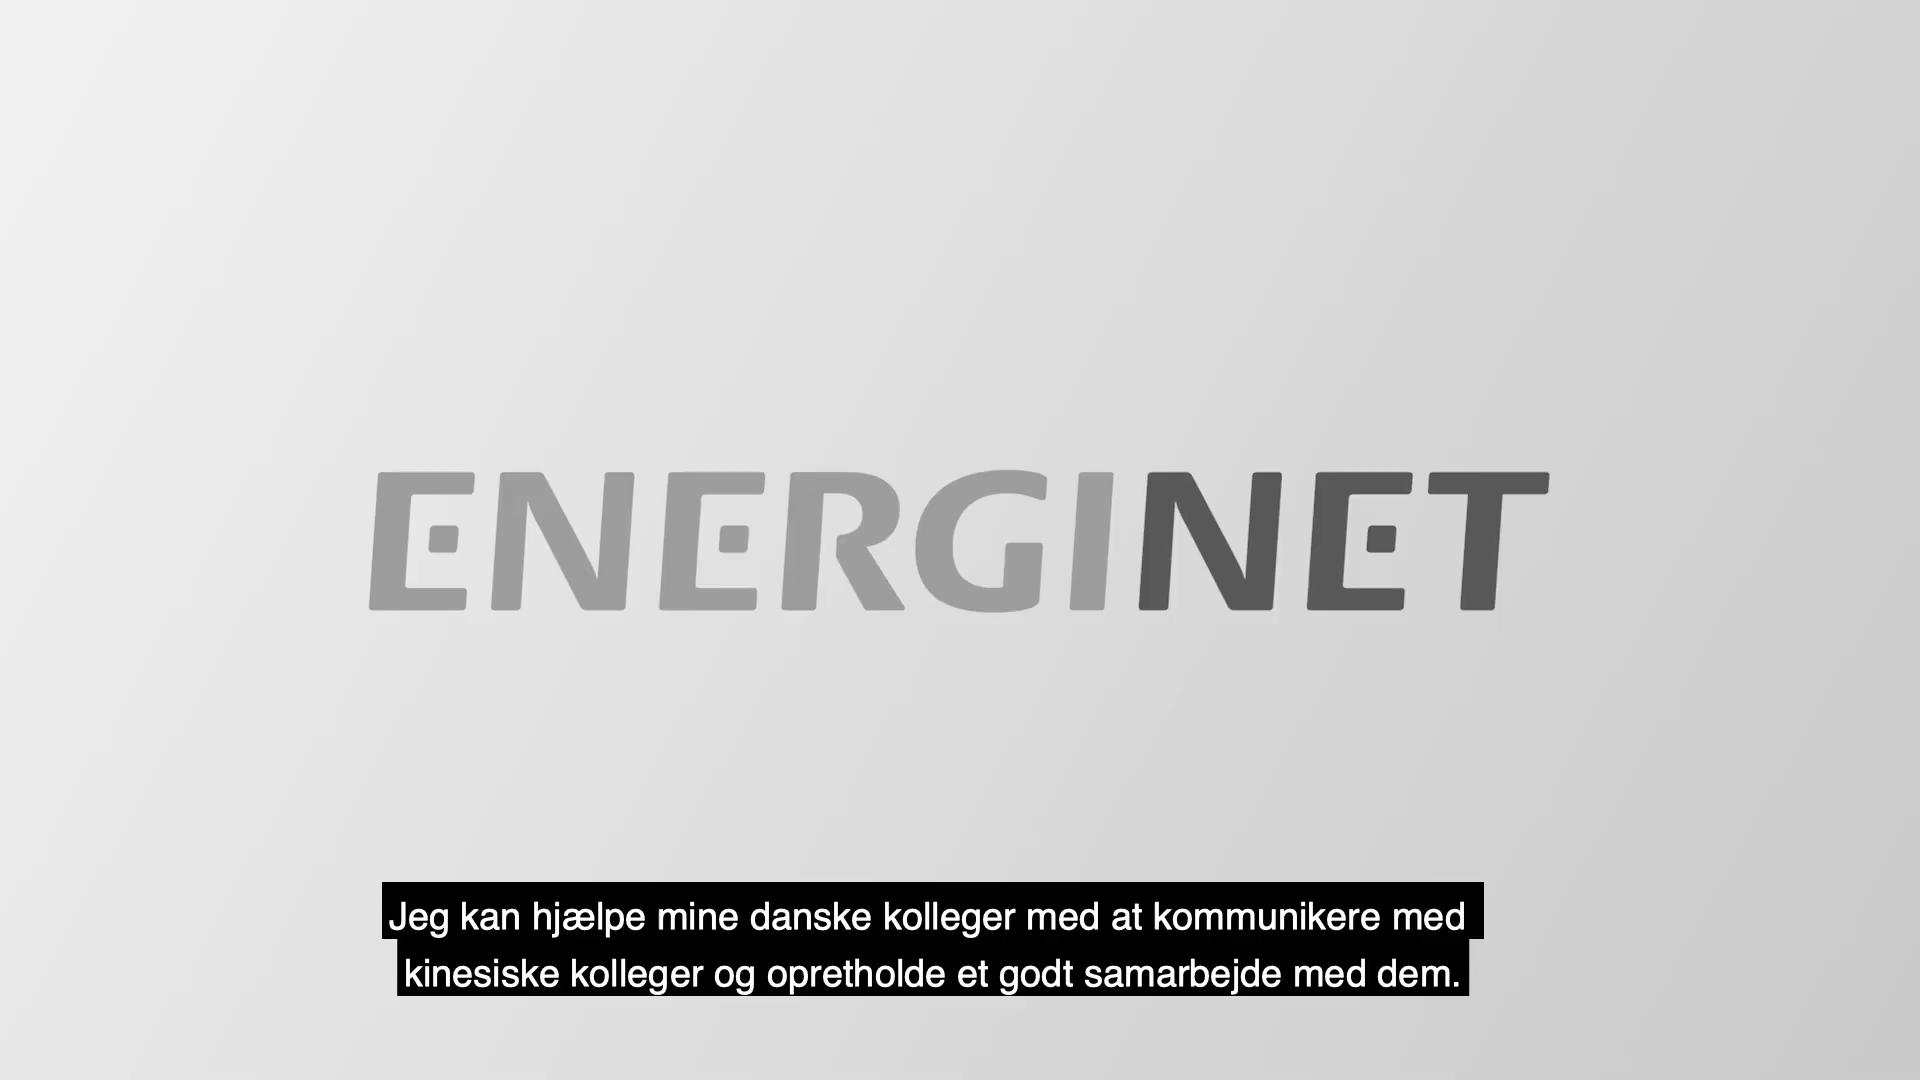 ENERGINET
Jeg kan hjælpe mine danske kolleger med at kommunikere med
kinesiske kolleger og opretholde et godt samarbejde med dem.